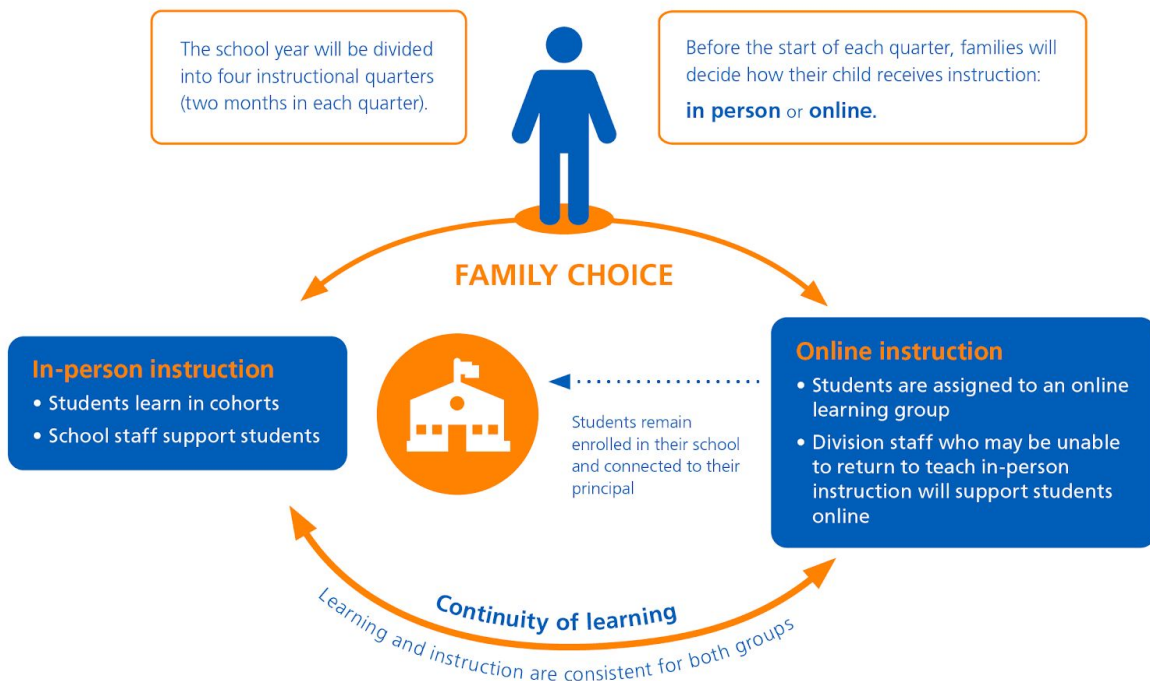 The school year will be divided
into four instructional quarters
(two months in each quarter).
Before the start of each quarter, families will
decide how their child receives instruction:
in person or online.
FAMILY CHOICE
In-person instruction
• Students learn in cohorts
• School staff support students
Students remain
enrolled in their school
and connected to their
principal
Online instruction
• Students are assigned to an online
learning group
• Division staff who may be unable
to return to teach in-person
instruction will support students
online
Continuity of learning
Learning and instruction are consistent for both groups